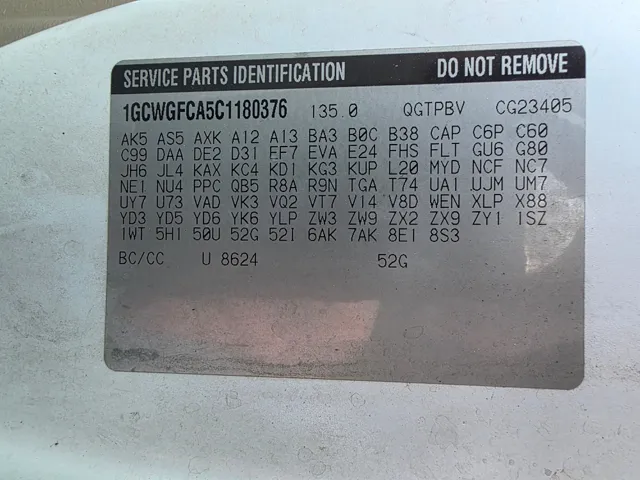 SERVICE PARTS IDENTIFICATION DO NOT REMOVE
1GCWGFCA5C1180376 135.0 QGTPBV CG23405
AK5 AS5 AXK A12 A13 BA3 B0C B38 CAP C6P C60
C99 DAA DE2 D31 EF7 EVA E24 FHS FLT GU6 G80
JH6 JL4 KAX KC4 KD1 KG3 KUP L20 MYD NCF NC7
NE1 NU4 PPC QB5 R8A R9N TGA T74 UA1 UJM UM7
UY7 U73 VAD VK3 VQ2 VT7 V14 V8D WEN XLP X88
YD3 YD5 YD6 YK6 YLP ZW3 ZW9 ZX2 ZX9 ZY1 1SZ
1WT 5H1 50U 52G 52I 6AK 7AK 8E1 8S3
BC/CC U 8624 52G